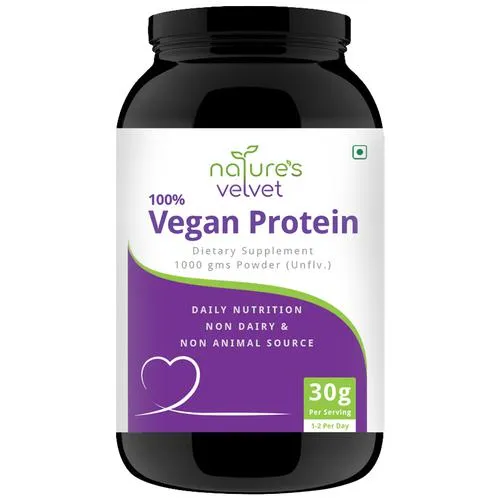 nature's
velvet
100%
Vegan Protein
Dietary Supplement
1000 gms Powder (Unflv.)
DAILY NUTRITION
NON DAIRY &
NON ANIMAL SOURCE
30g
Per Serving
1-2 Per Day